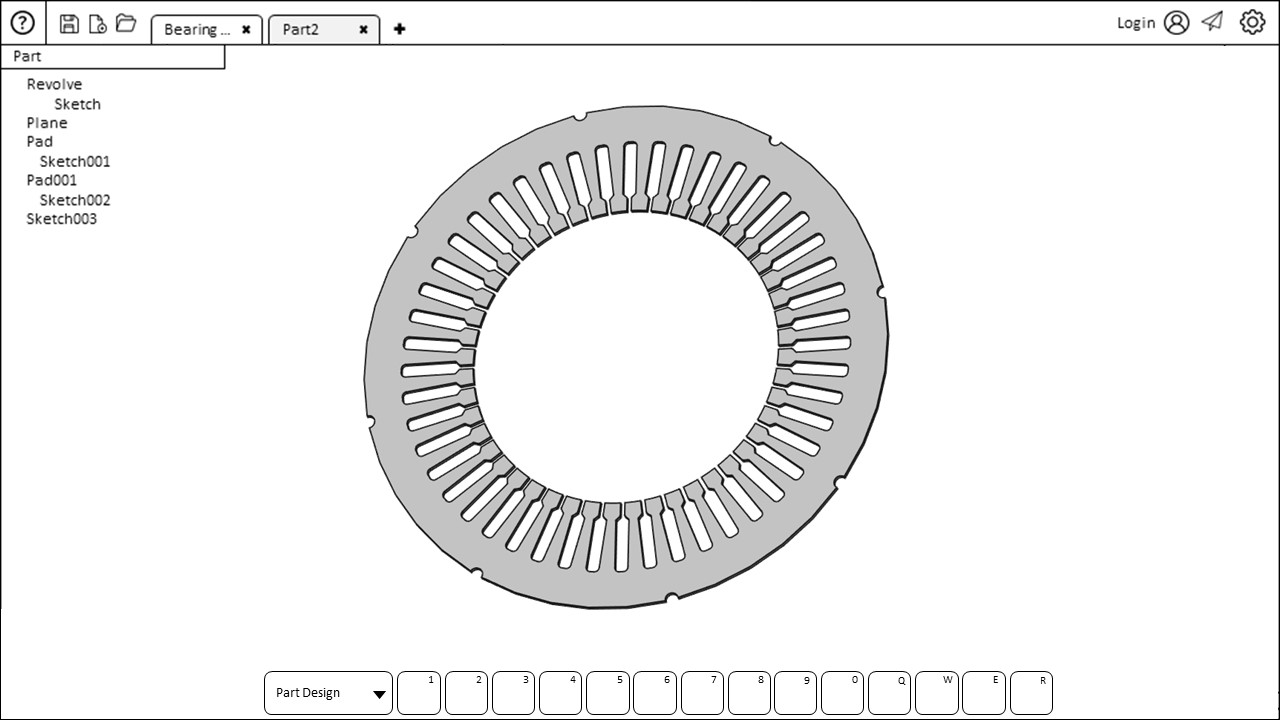 ?
Bearing ... ✖ Part2 ✖ ✚ Login
Part
Revolve
Sketch
Plane
Pad
Sketch001
Pad001
Sketch002
Sketch003
Part Design 1 2 3 4 5 6 7 8 9 0 Q W E R